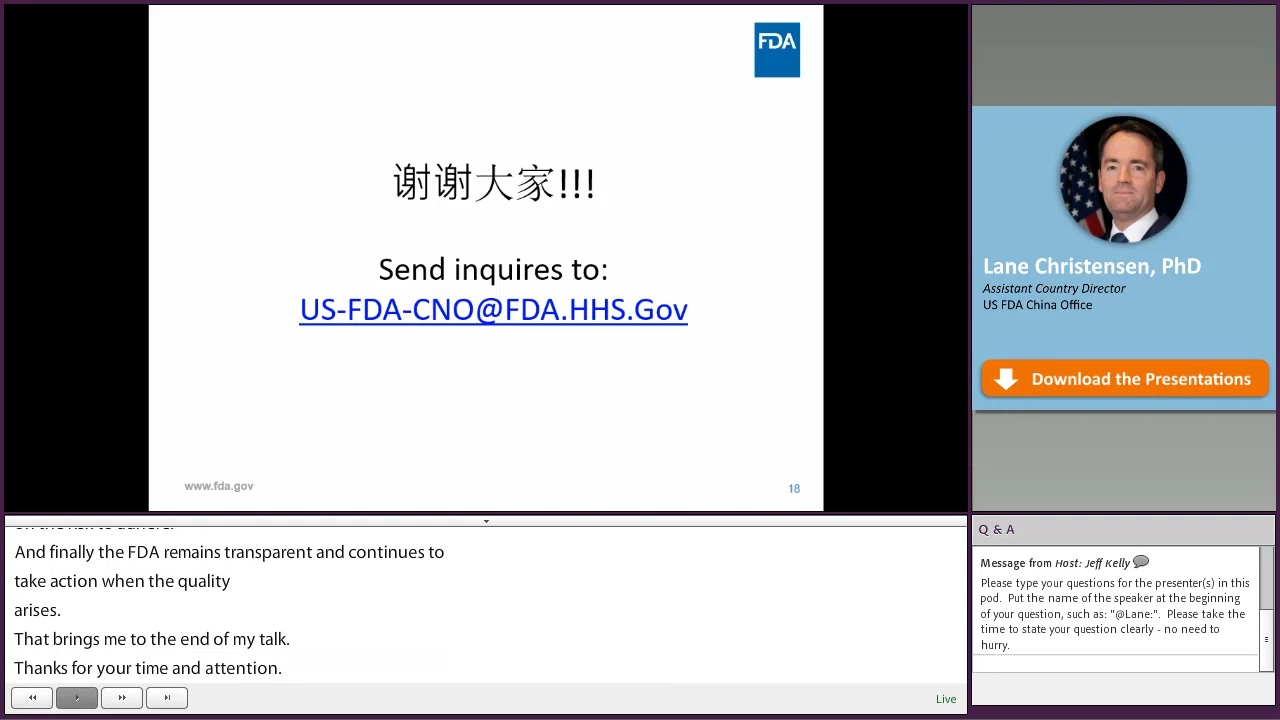 FDA
谢谢大家!!!
Send inquires to:
US-FDA-CNO@FDA.HHS.Gov
www.fda.gov
18
Lane Christensen, PhD
Assistant Country Director
US FDA China Office
Download the Presentations
And finally the FDA remains transparent and continues to
take action when the quality
arises.
That brings me to the end of my talk.
Thanks for your time and attention.
Live
Q & A
Message from Host: Jeff Kelly
Please type your questions for the presenter(s) in this
pod. Put the name of the speaker at the beginning
of your question, such as: "@Lane:". Please take the
time to state your question clearly - no need to
hurry.